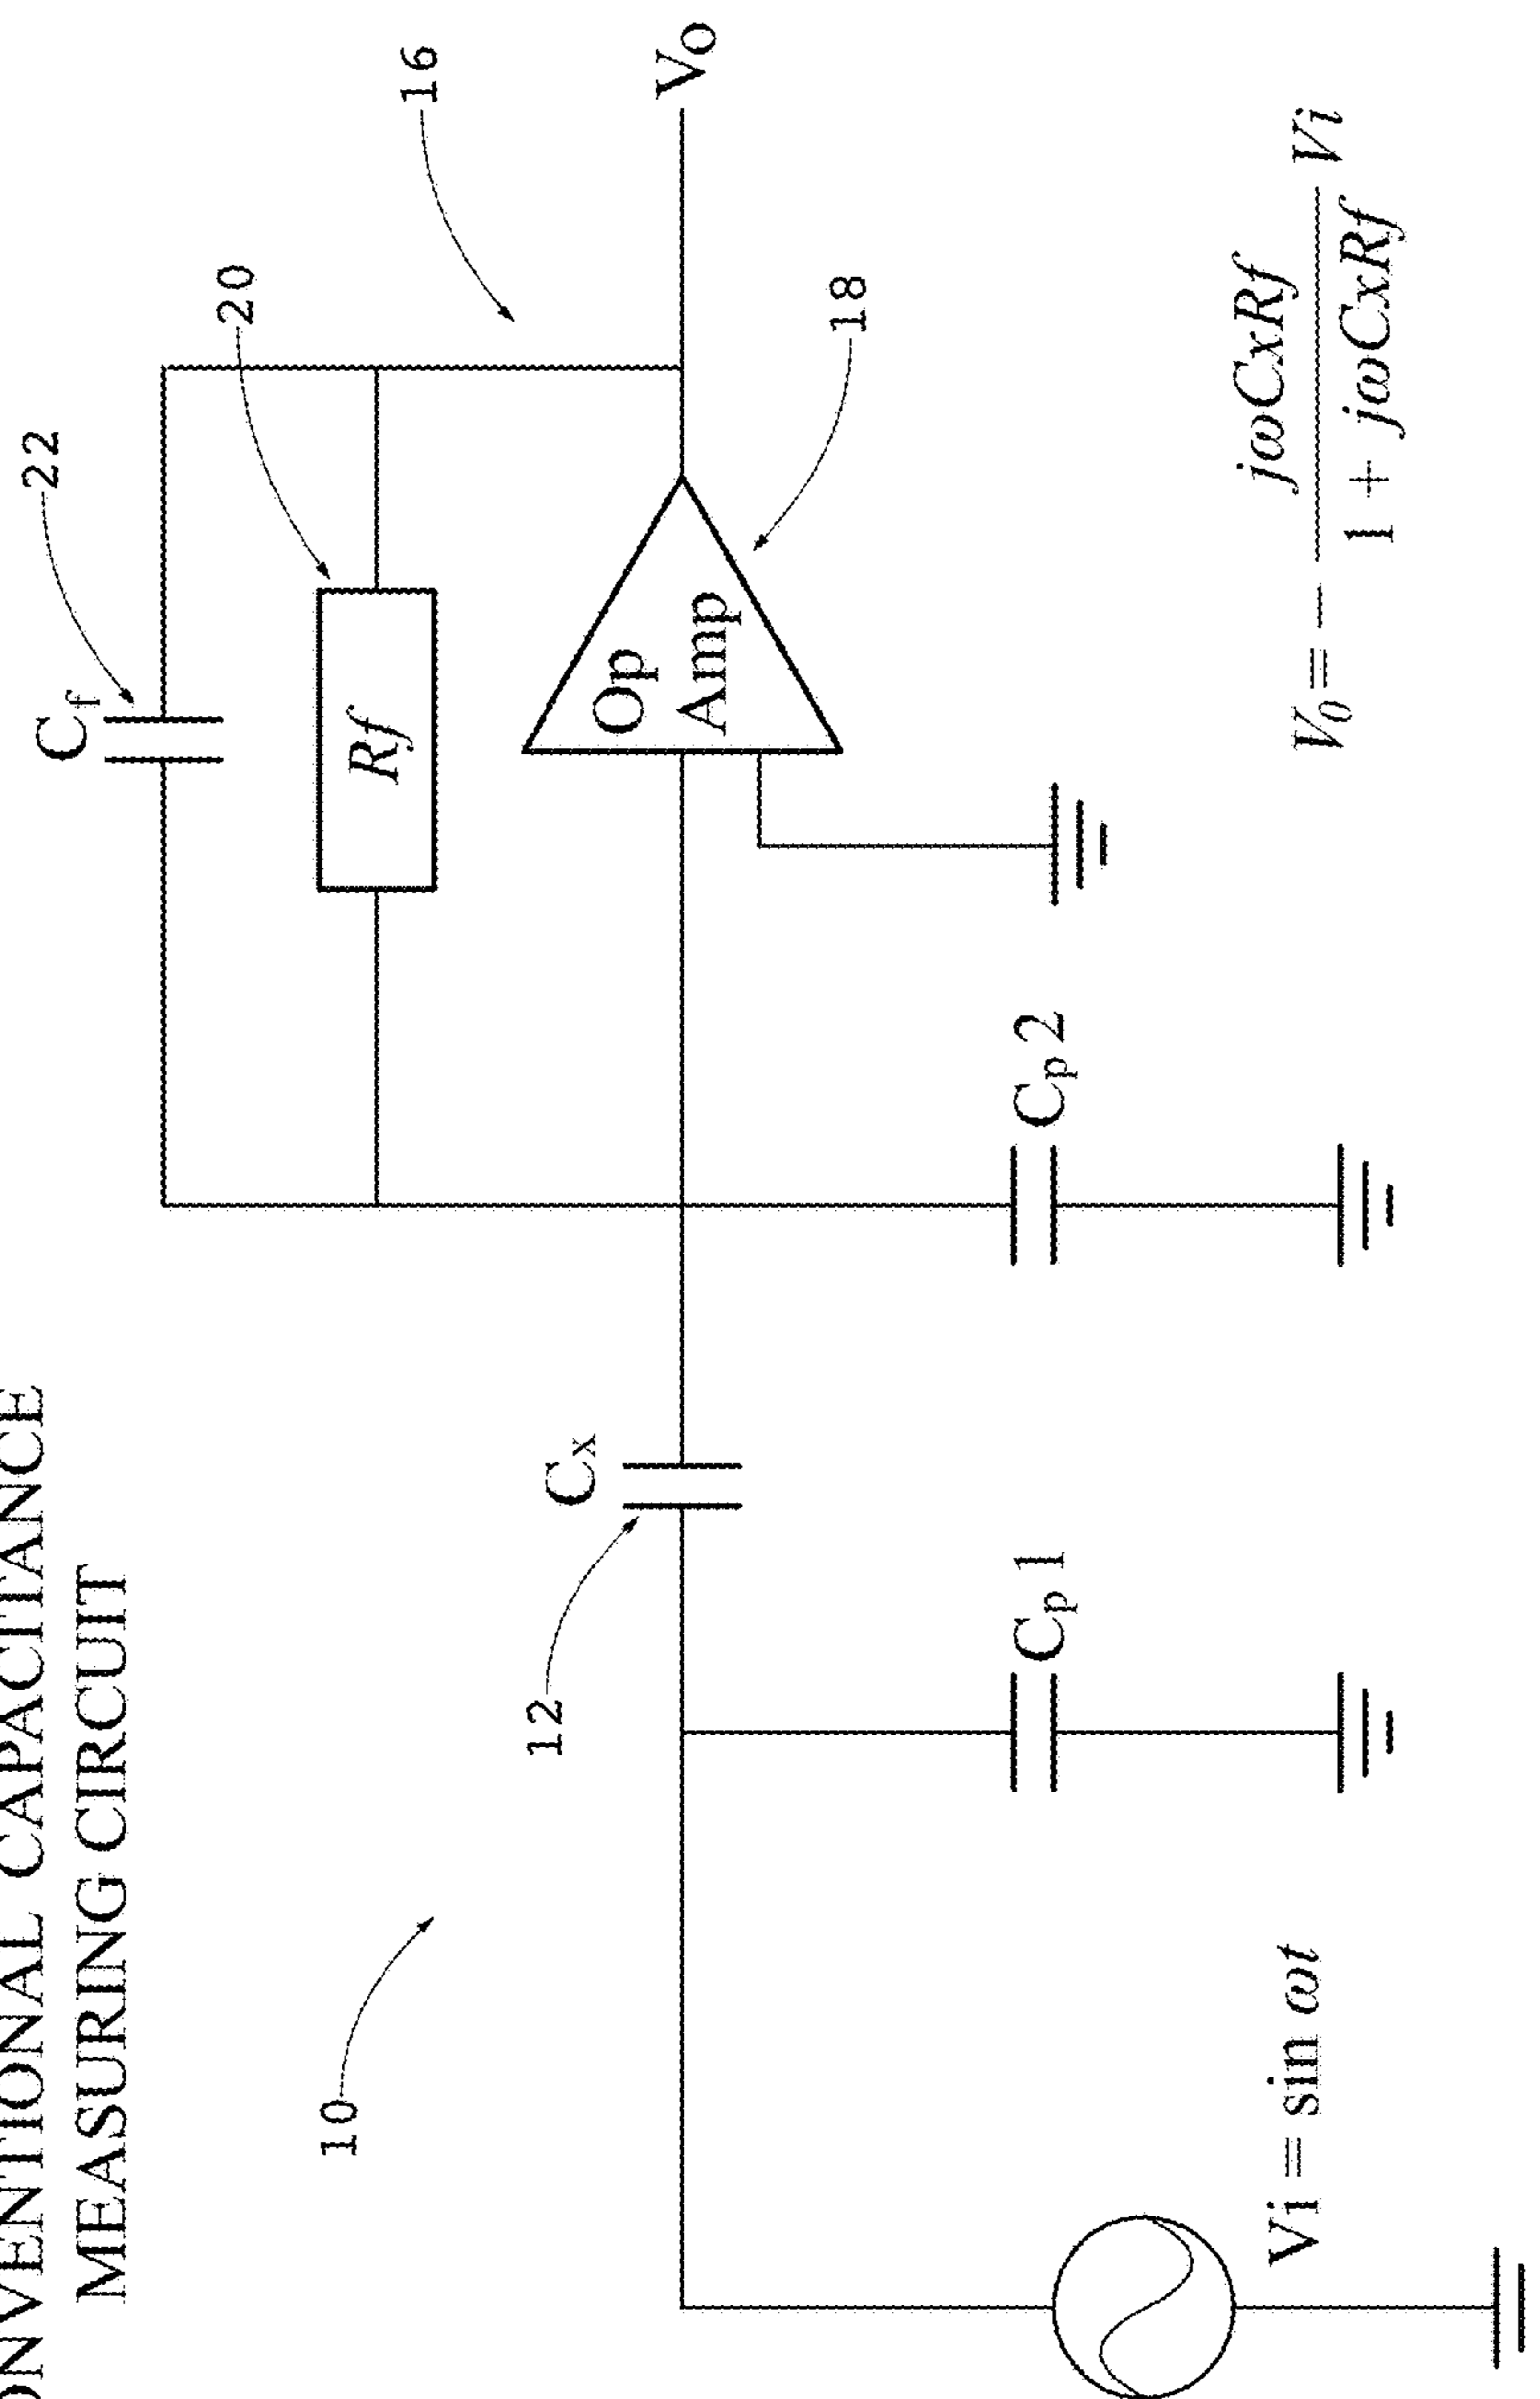 CONVENTIONAL CAPACITANCE
MEASURING CIRCUIT
22
Cf
20
Rf
16
10
12
Cx
Op
Amp
Vo
18
Cp 1
Cp 2
Vi = sin ωt
V0 = − jωCxRf / 1 + jωCxRf Vi